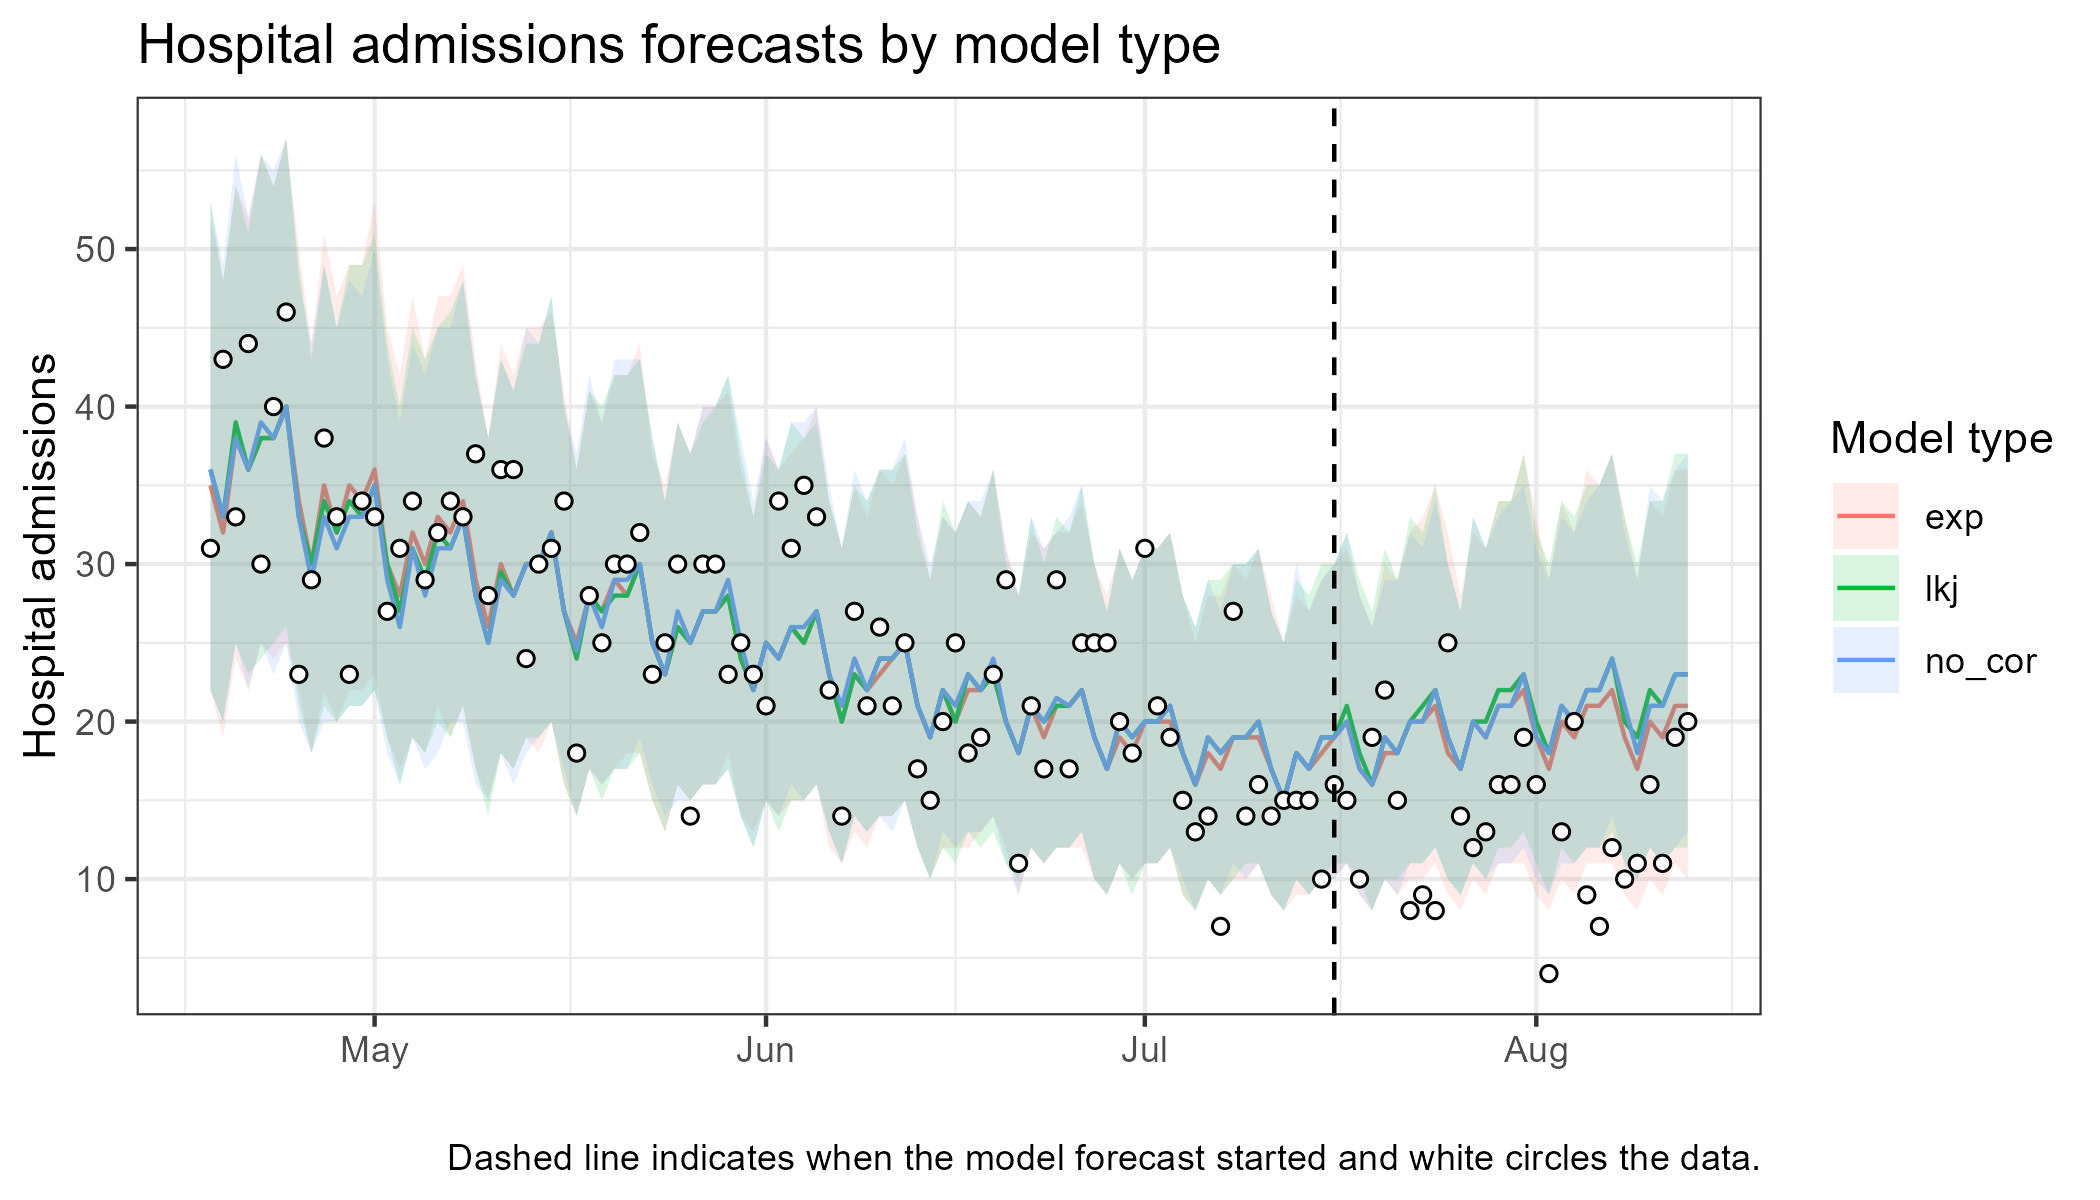 Hospital admissions forecasts by model type
Hospital admissions
50
40
30
20
10
May
Jun
Jul
Aug
Model type
exp
lkj
no_cor
Dashed line indicates when the model forecast started and white circles the data.